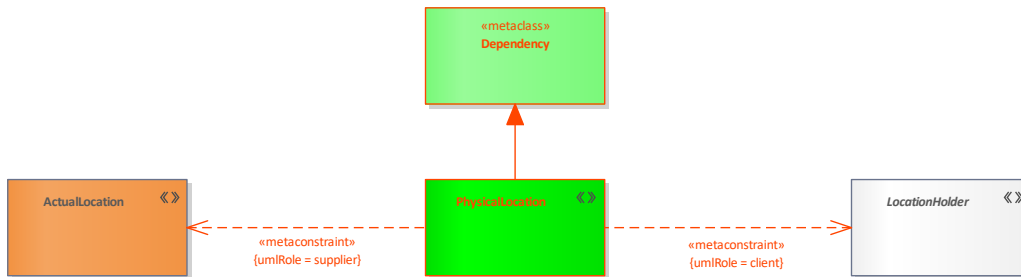 «metaclass»
Dependency
ActualLocation
«»
PhysicalLocation
«»
LocationHolder
«»
«metaconstraint»
{umlRole = supplier}
«metaconstraint»
{umlRole = client}